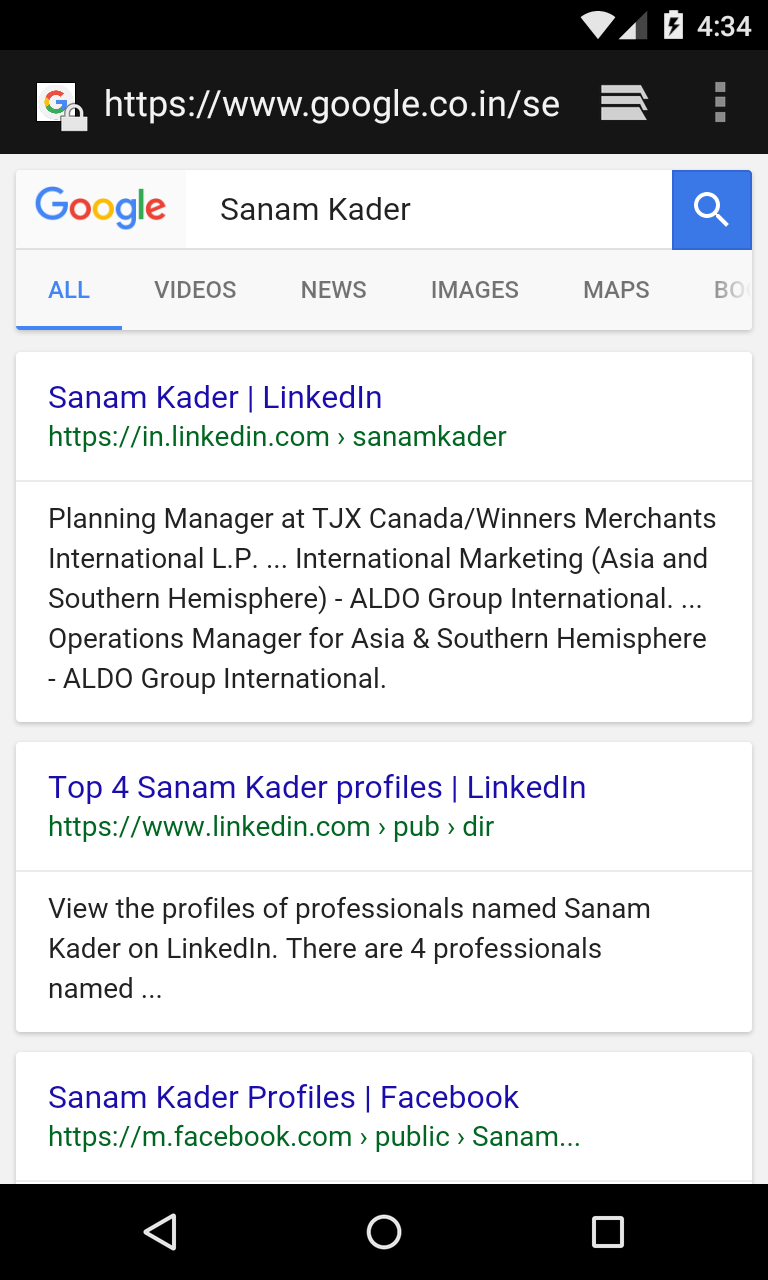 4:34
https://www.google.co.in/se
Google
Sanam Kader
ALL VIDEOS NEWS IMAGES MAPS
Sanam Kader | LinkedIn
https://in.linkedin.com › sanamkader
Planning Manager at TJX Canada/Winners Merchants
International L.P. ... International Marketing (Asia and
Southern Hemisphere) - ALDO Group International. ...
Operations Manager for Asia & Southern Hemisphere
- ALDO Group International.
Top 4 Sanam Kader profiles | LinkedIn
https://www.linkedin.com › pub › dir
View the profiles of professionals named Sanam
Kader on LinkedIn. There are 4 professionals
named ...
Sanam Kader Profiles | Facebook
https://m.facebook.com › public › Sanam...